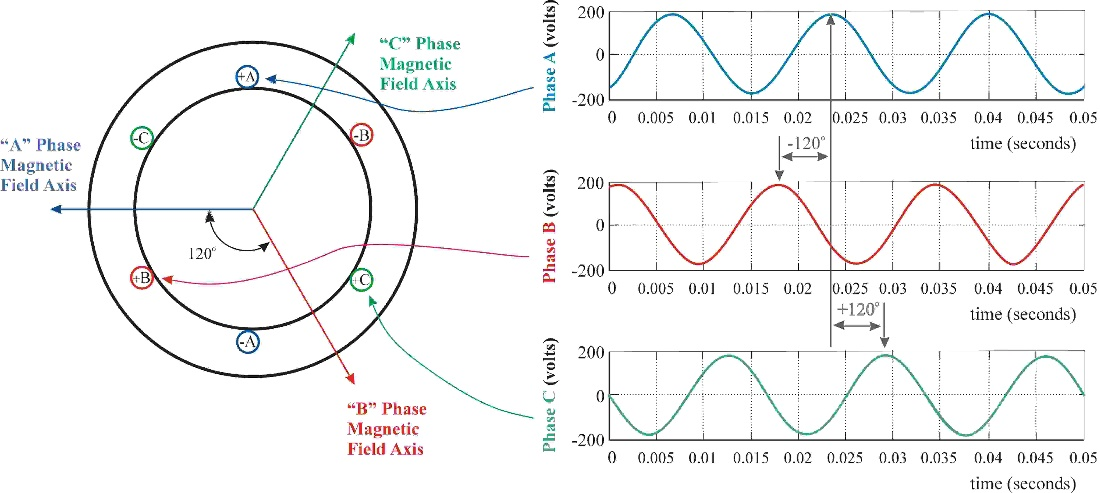 “C” Phase
Magnetic
Field Axis
+A
-C
-B
“A” Phase
Magnetic
Field Axis
120°
+B
+C
-A
“B” Phase
Magnetic
Field Axis
Phase A (volts)
200
0
-200
0 0.005 0.01 0.015 0.02 0.025 0.03 0.035 0.04 0.045 0.05
time (seconds)
-120°
Phase B (volts)
200
0
-200
0 0.005 0.01 0.015 0.02 0.025 0.03 0.035 0.04 0.045 0.05
time (seconds)
+120°
Phase C (volts)
200
0
-200
0 0.005 0.01 0.015 0.02 0.025 0.03 0.035 0.04 0.045 0.05
time (seconds)